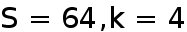 S = 64,k = 4